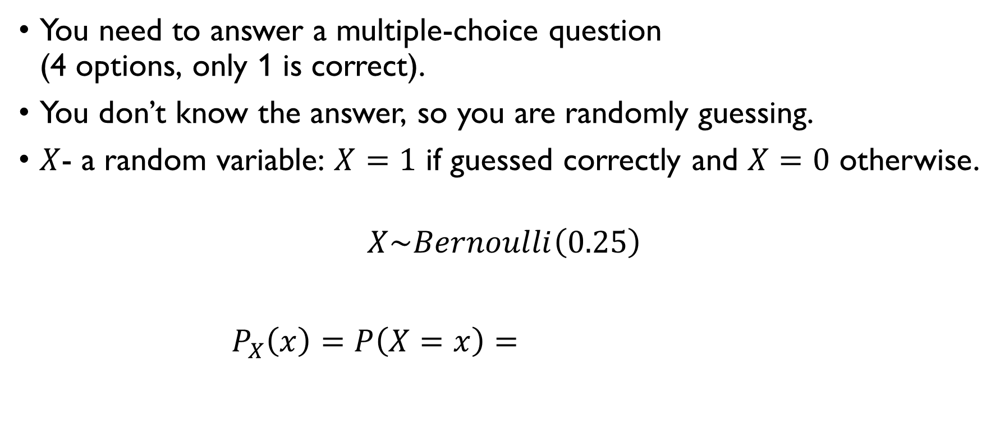 • You need to answer a multiple-choice question
(4 options, only 1 is correct).
• You don’t know the answer, so you are randomly guessing.
• X- a random variable: X = 1 if guessed correctly and X = 0 otherwise.
X~Bernoulli(0.25)
P_X(x) = P(X = x) =